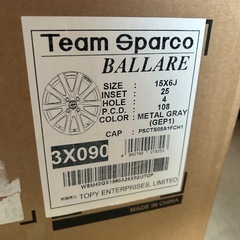 Team Sparco
BALLARE
SIZE : 15X6J
INSET : 25
HOLE : 4
P.C.D. : 108
COLOR : METAL GRAY
(GEP1)
CAP :
3X090
TOPY ENTERPRISES, LIMITED
MADE IN CHINA